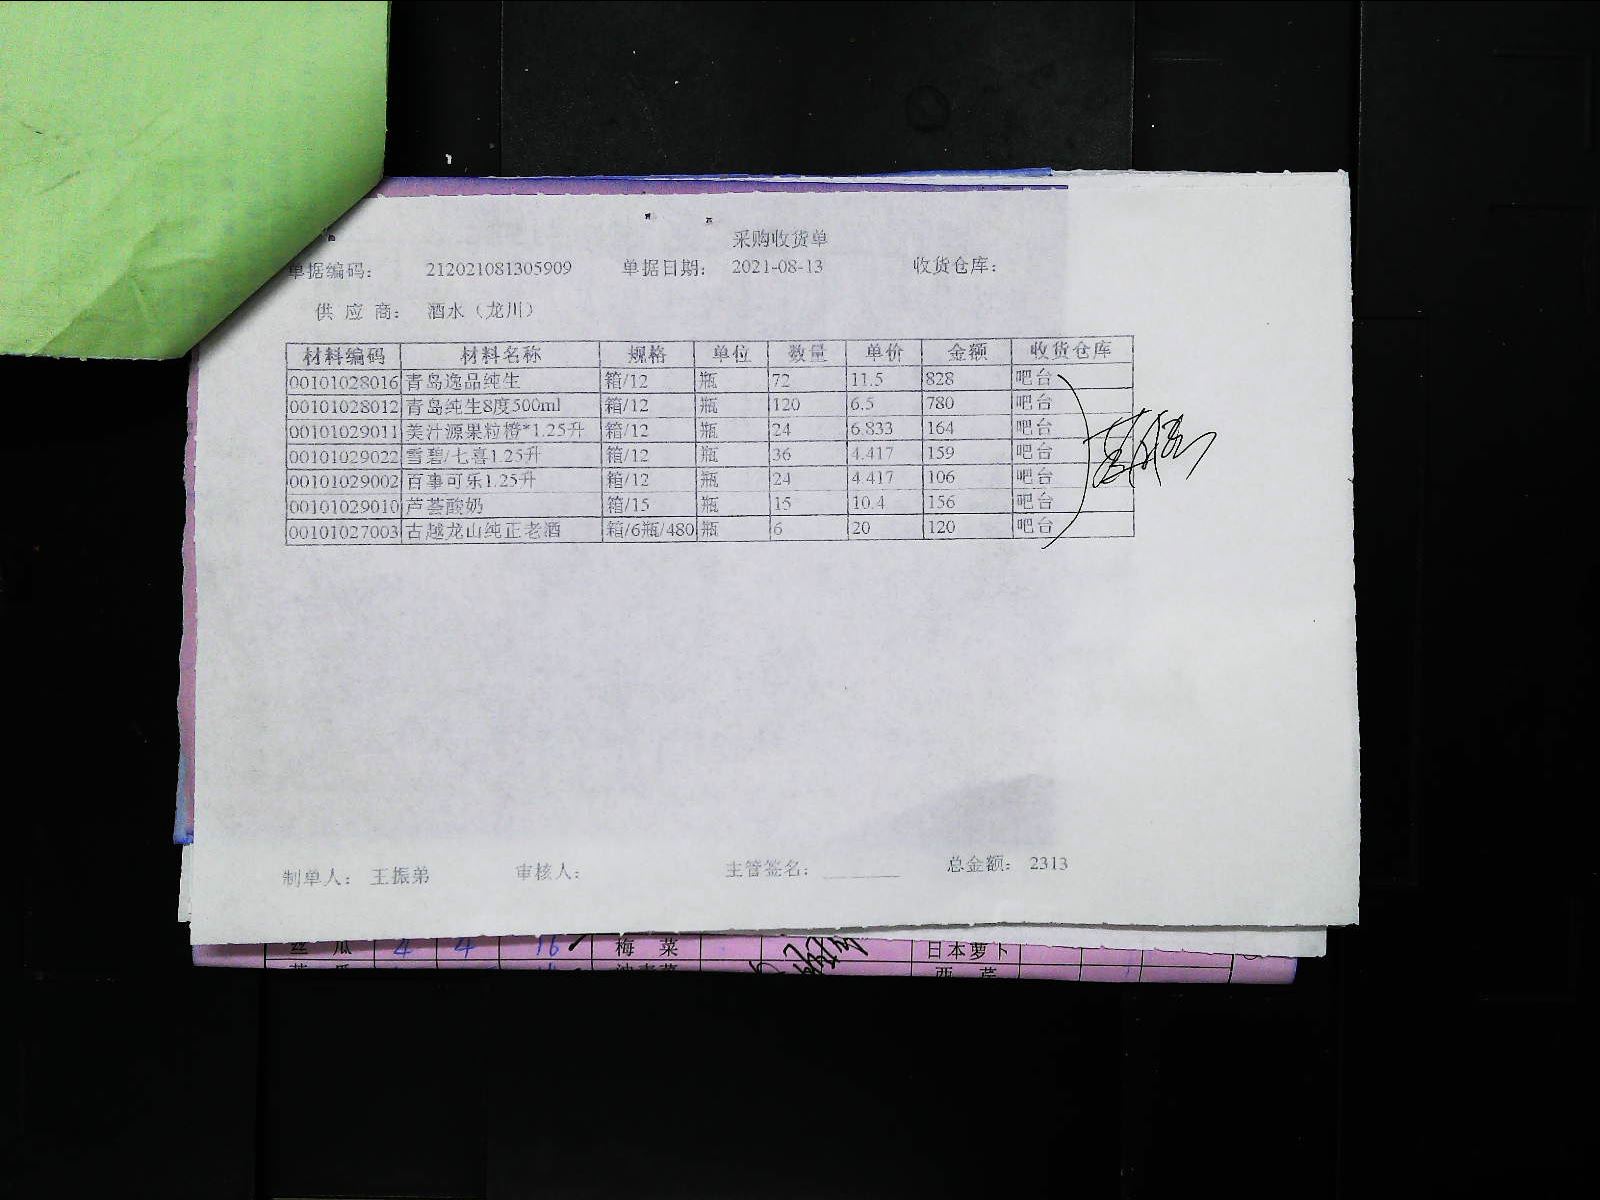 采购收货单
单据编码： 212021081305909 单据日期： 2021-08-13 收货仓库：
供 应 商： 酒水（龙川）
材料编码 材料名称 规格 单位 数量 单价 金额 收货仓库
00101028016 青岛逸品纯生 箱/12 瓶 72 11.5 828 吧台
00101028012 青岛纯生8度500ml 箱/12 瓶 120 6.5 780 吧台
00101029011 美汁源果粒橙*1.25升 箱/12 瓶 24 6.833 164 吧台
00101029022 雪碧/七喜1.25升 箱/12 瓶 36 4.417 159 吧台
00101029002 百事可乐1.25升 箱/12 瓶 24 4.417 106 吧台
00101029010 芦荟酸奶 箱/15 瓶 15 10.4 156 吧台
00101027003 古越龙山纯正老酒 箱/6瓶/480 瓶 6 20 120 吧台
制单人： 王振弟 审核人： 主管签名： ________ 总金额： 2313
丝 瓜 4 4 16 梅 菜 日本萝卜
西 芹